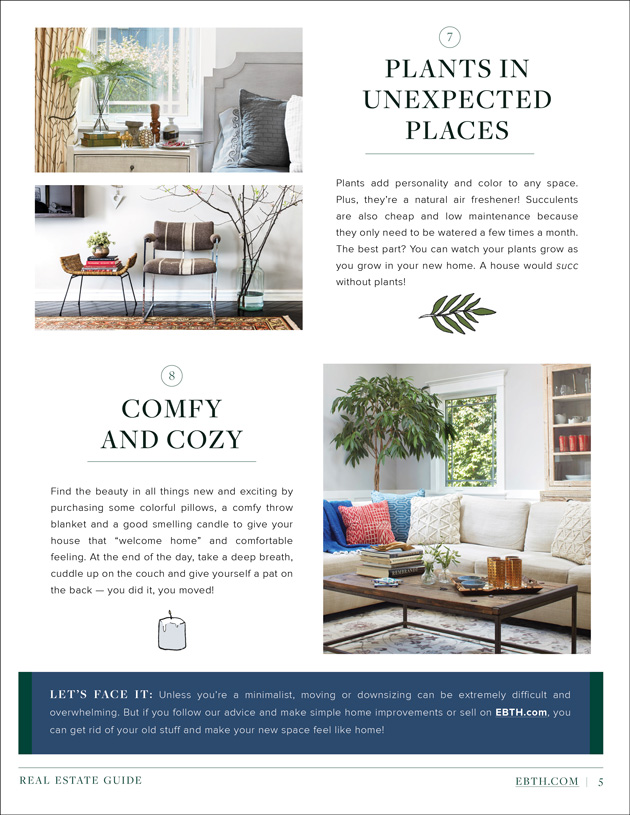 7
PLANTS IN
UNEXPECTED
PLACES
Plants add personality and color to any space.
Plus, they’re a natural air freshener! Succulents
are also cheap and low maintenance because
they only need to be watered a few times a month.
The best part? You can watch your plants grow as
you grow in your new home. A house would succ
without plants!
8
COMFY
AND COZY
Find the beauty in all things new and exciting by
purchasing some colorful pillows, a comfy throw
blanket and a good smelling candle to give your
house that “welcome home” and comfortable
feeling. At the end of the day, take a deep breath,
cuddle up on the couch and give yourself a pat on
the back — you did it, you moved!
REMBRANDT
LET’S FACE IT: Unless you’re a minimalist, moving or downsizing can be extremely difficult and
overwhelming. But if you follow our advice and make simple home improvements or sell on EBTH.com, you
can get rid of your old stuff and make your new space feel like home!
REAL ESTATE GUIDE
EBTH.COM | 5